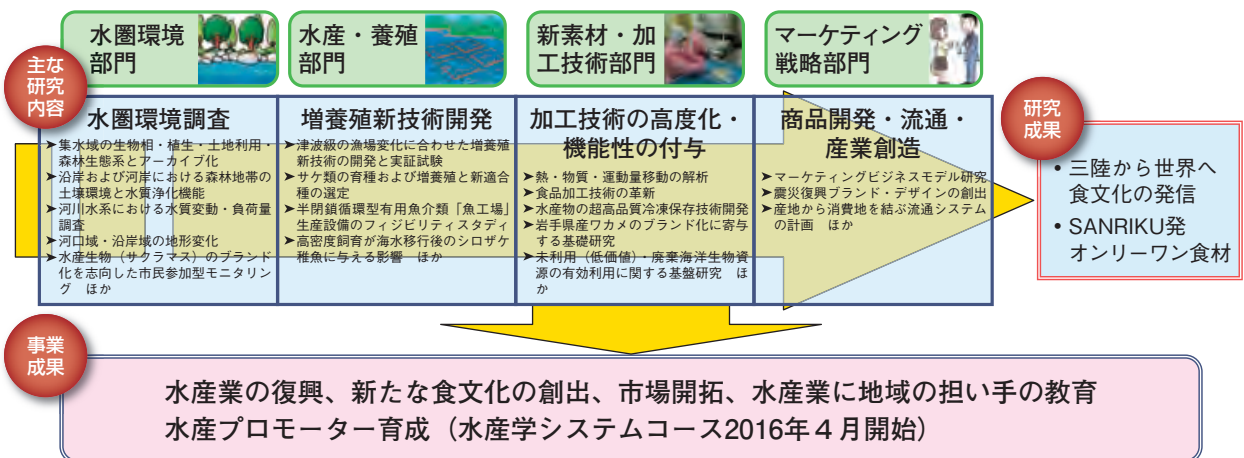 水圏環境
部門
水産・養殖
部門
新素材・加
工技術部門
マーケティング
戦略部門
主な
研究
内容
水圏環境調査
➤集水域の生物相・植生・土地利用・
森林生態系とアーカイブ化
➤沿岸および河岸における森林地帯の
土壌環境と水質浄化機能
➤河川水系における水質変動・負荷量
調査
➤河口域・沿岸域の地形変化
➤水産生物（サクラマス）のブランド
化を志向した市民参加型モニタリン
グ　ほか
増養殖新技術開発
➤津波級の漁場変化に合わせた増養殖
新技術の開発と実証試験
➤サケ類の育種および増養殖と新適合
種の選定
➤半閉鎖循環型有用魚介類「魚工場」
生産設備のフィジビリティスタディ
➤高密度飼育が海水移行後のシロザケ
稚魚に与える影響　ほか
加工技術の高度化・
機能性の付与
➤熱・物質・運動量移動の解析
➤食品加工技術の革新
➤水産物の超高品質冷凍保存技術開発
➤岩手県産ワカメのブランド化に寄与
する基礎研究
➤未利用（低価値）・廃棄海洋生物資
源の有効利用に関する基盤研究　ほ
か
商品開発・流通・
産業創造
➤マーケティングビジネスモデル研究
➤震災復興ブランド・デザインの創出
➤産地から消費地を結ぶ流通システム
の計画　ほか
研究
成果
・三陸から世界へ
食文化の発信
・SANRIKU発
オンリーワン食材
事業
成果
水産業の復興、新たな食文化の創出、市場開拓、水産業に地域の担い手の教育
水産プロモーター育成（水産学システムコース2016年４月開始）